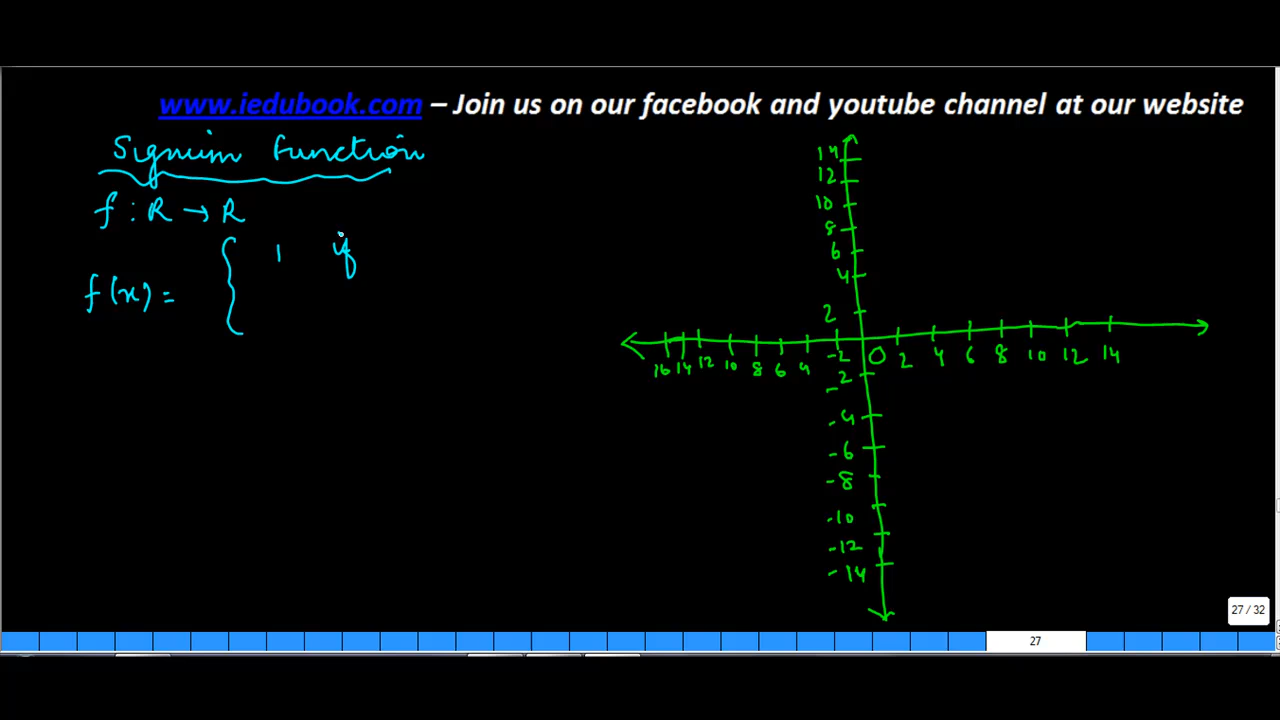 www.iedubook.com – Join us on our facebook and youtube channel at our website
Signum Function
f : R → R
f(x) = { 1 if
14
12
10
8
6
4
2
16 14 12 10 8 6 4 -2 0 2 4 6 8 10 12 14
-2
-4
-6
-8
-10
-12
-14
27 / 32
27